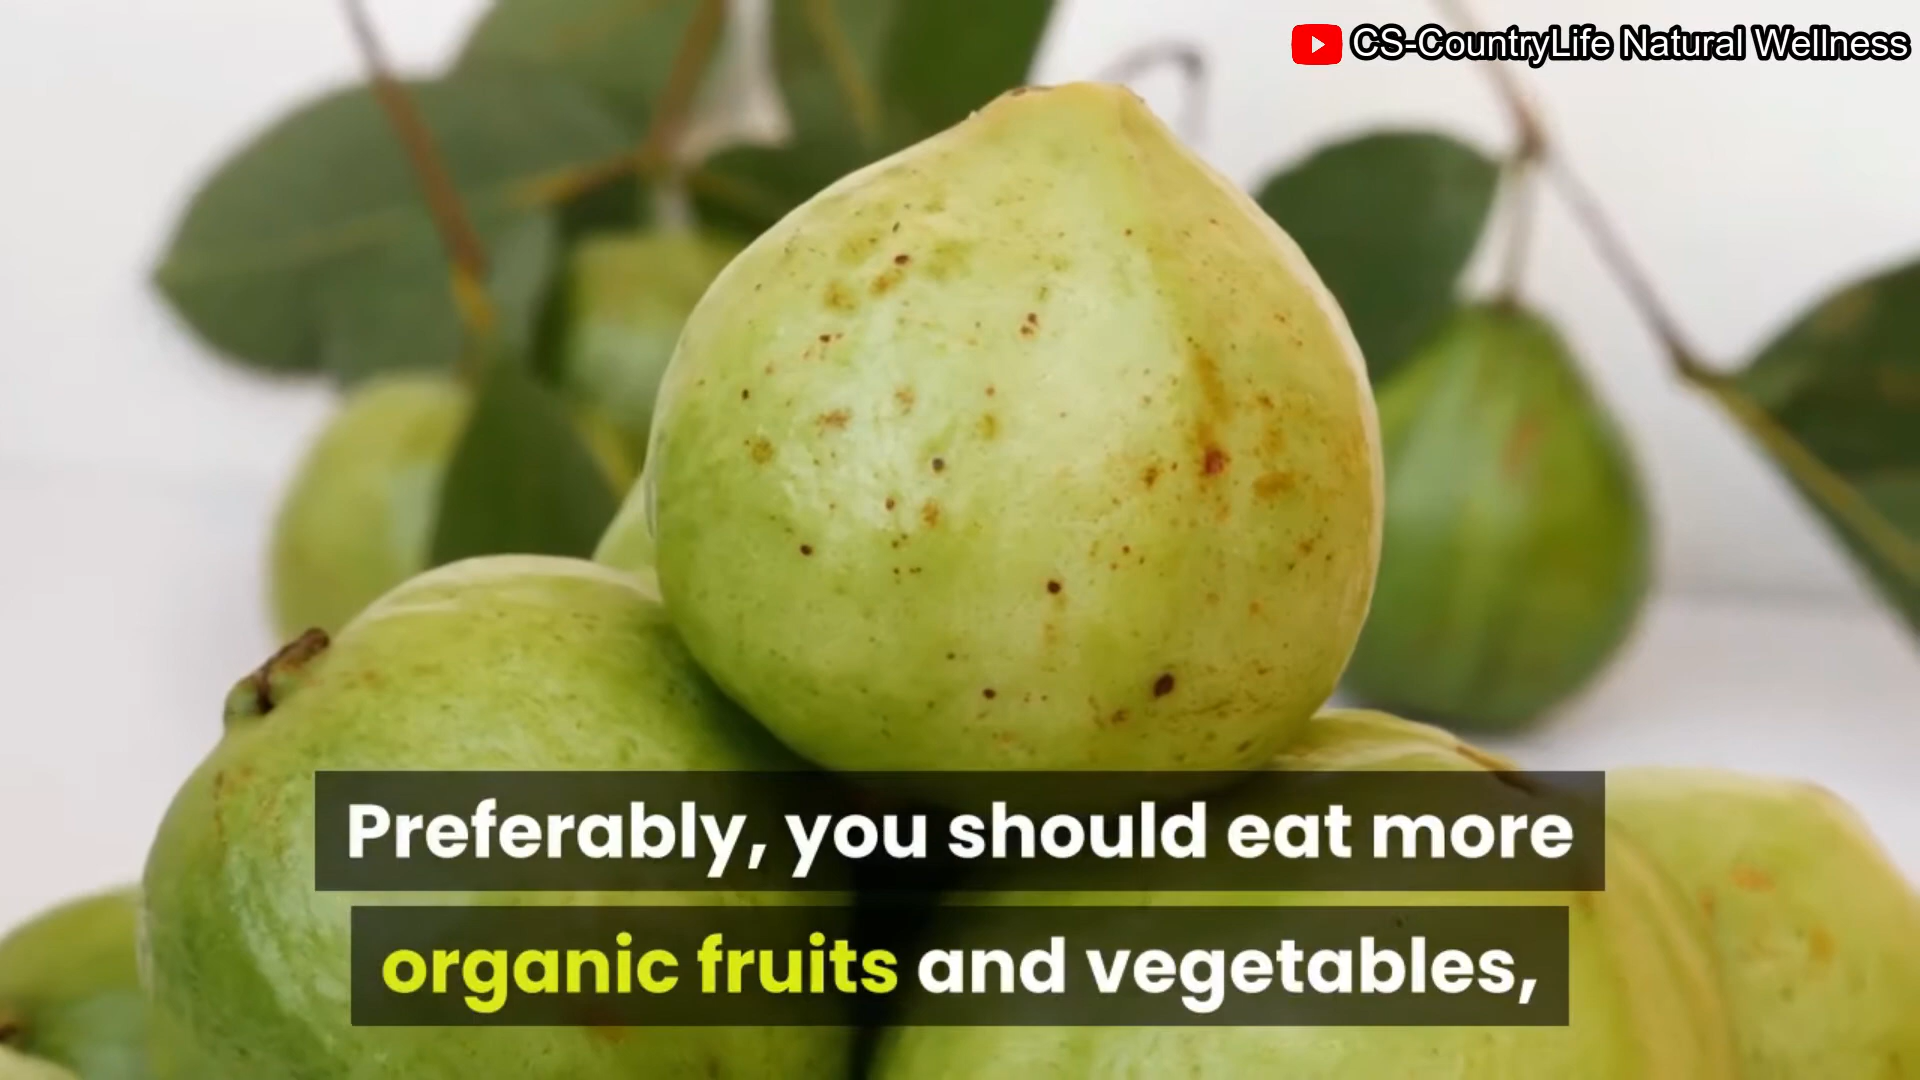 CS-CountryLife Natural Wellness
Preferably, you should eat more
organic fruits and vegetables,